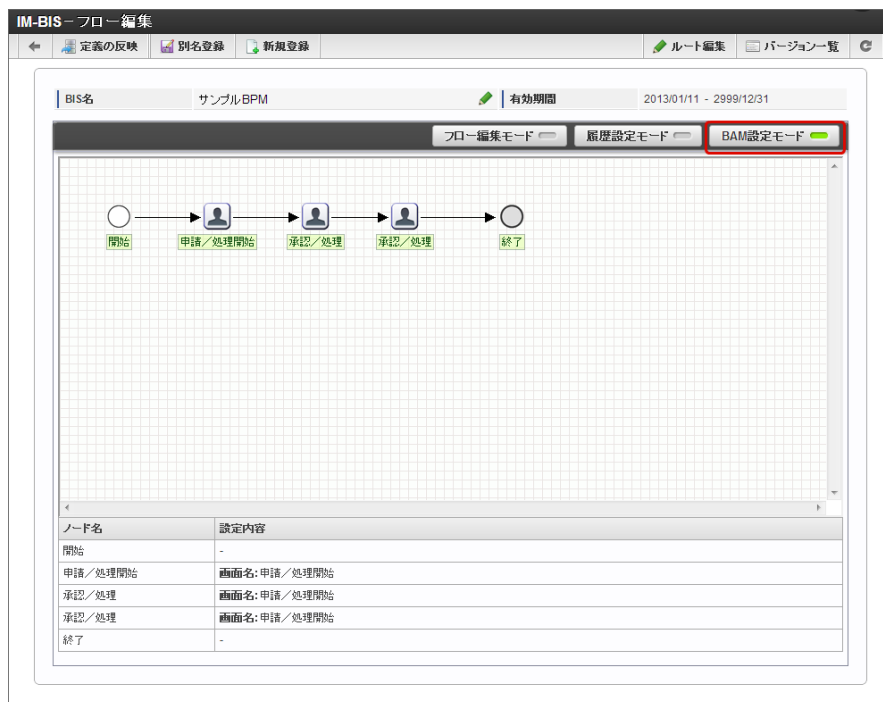 IM-BIS－フロー編集
定義の反映 別名登録 新規登録 ルート編集 バージョン一覧
BIS名 サンプルBPM 有効期間 2013/01/11 - 2999/12/31
フロー編集モード 履歴設定モード BAM設定モード
開始 申請／処理開始 承認／処理 承認／処理 終了
ノード名 設定内容
開始 -
申請／処理開始 画面名: 申請／処理開始
承認／処理 画面名: 申請／処理開始
承認／処理 画面名: 申請／処理開始
終了 -